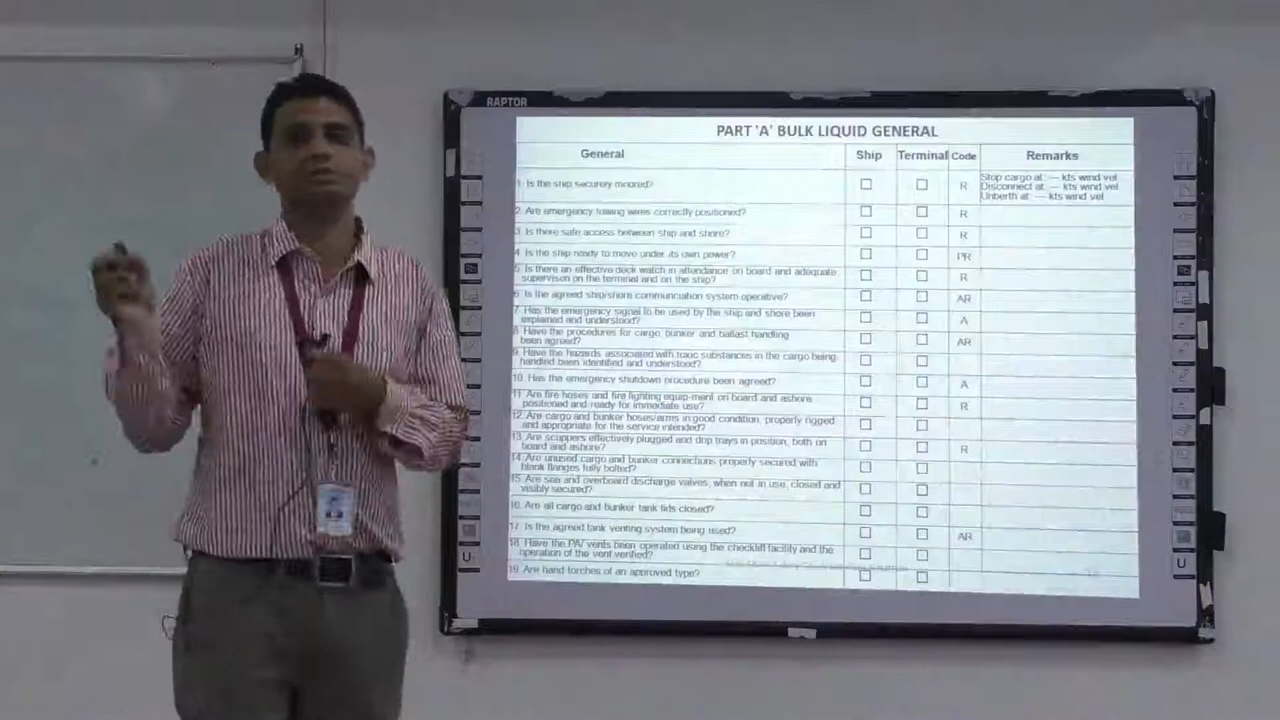 RAPTOR
PART 'A' BULK LIQUID GENERAL
General Ship Terminal Code Remarks
1. Is the ship securely moored? R Stop cargo at: — kts wind vel
Disconnect at: — kts wind vel
Unberth at: — kts wind vel
2. Are emergency towing wires correctly positioned? R
3. Is there safe access between ship and shore? R
4. Is the ship ready to move under its own power? PR
5. Is there an effective deck watch in attendance on board and adequate
supervison on the terminal and on the ship? R
6. Is the agreed ship/shore communciation system operative? AR
7. Has the emergency signal to be used by the ship and shore been
explained and understood? A
8. Have the procedures for cargo, bunker and ballast handling
been agreed? AR
9. Have the hazards associated with toxic substances in the cargo being
handled been identified and understood?
10. Has the emergency shutdown procedure been agreed? A
11. Are fire hoses and fire fighting equip-ment on board and ashore
positioned and ready for immediate use? R
12. Are cargo and bunker hoses/arms in good condition, properly rigged
and appropriate for the service intended?
13. Are scuppers effectively plugged and drip trays in position, both on
board and ashore? R
14. Are unused cargo and bunker connections properly secured with
blank flanges fully bolted?
15. Are sea and overboard discharge valves, when not in use, closed and
visibly secured?
16. Are all cargo and bunker tank lids closed?
17. Is the agreed tank venting system being used? AR
18. Have the P/V vents been operated using the checklift facility and the
operation of the vent verified?
19. Are hand torches of an approved type?
U U